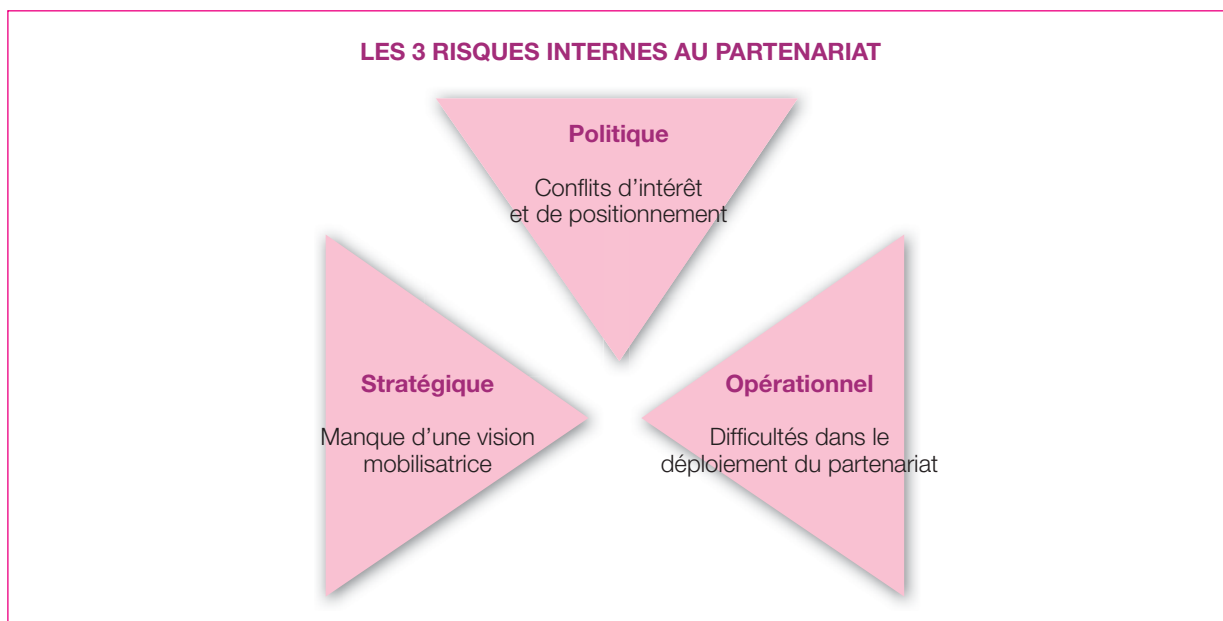 LES 3 RISQUES INTERNES AU PARTENARIAT
Politique
Conflits d’intérêt
et de positionnement
Stratégique
Manque d’une vision
mobilisatrice
Opérationnel
Difficultés dans le
déploiement du partenariat